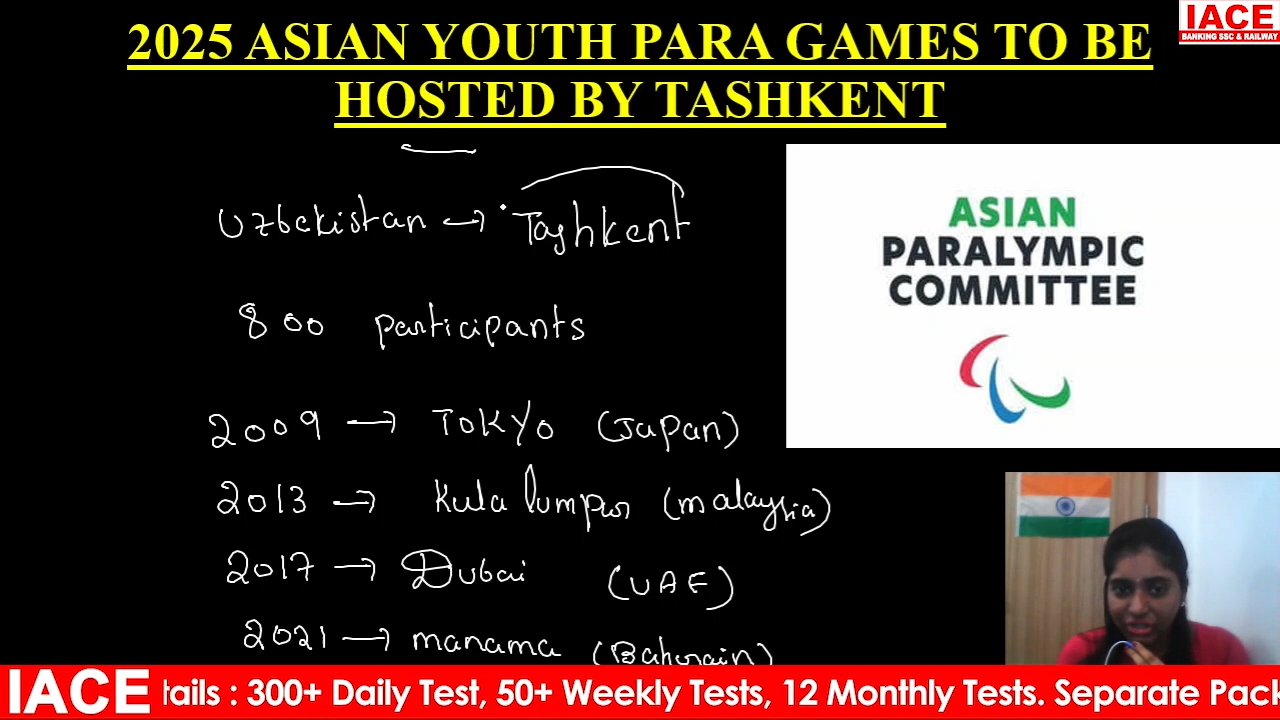 2025 ASIAN YOUTH PARA GAMES TO BE
HOSTED BY TASHKENT
IACE
BANKING SSC & RAILWAY
Uzbekistan → Tashkent
800 participants
2009 → TOKYO (Japan)
2013 → Kula lumpur (malaysia)
2017 → Dubai (UAE)
2021 → manama (Bahrain)
ASIAN
PARALYMPIC
COMMITTEE
IACE tails : 300+ Daily Test, 50+ Weekly Tests, 12 Monthly Tests. Separate Pack